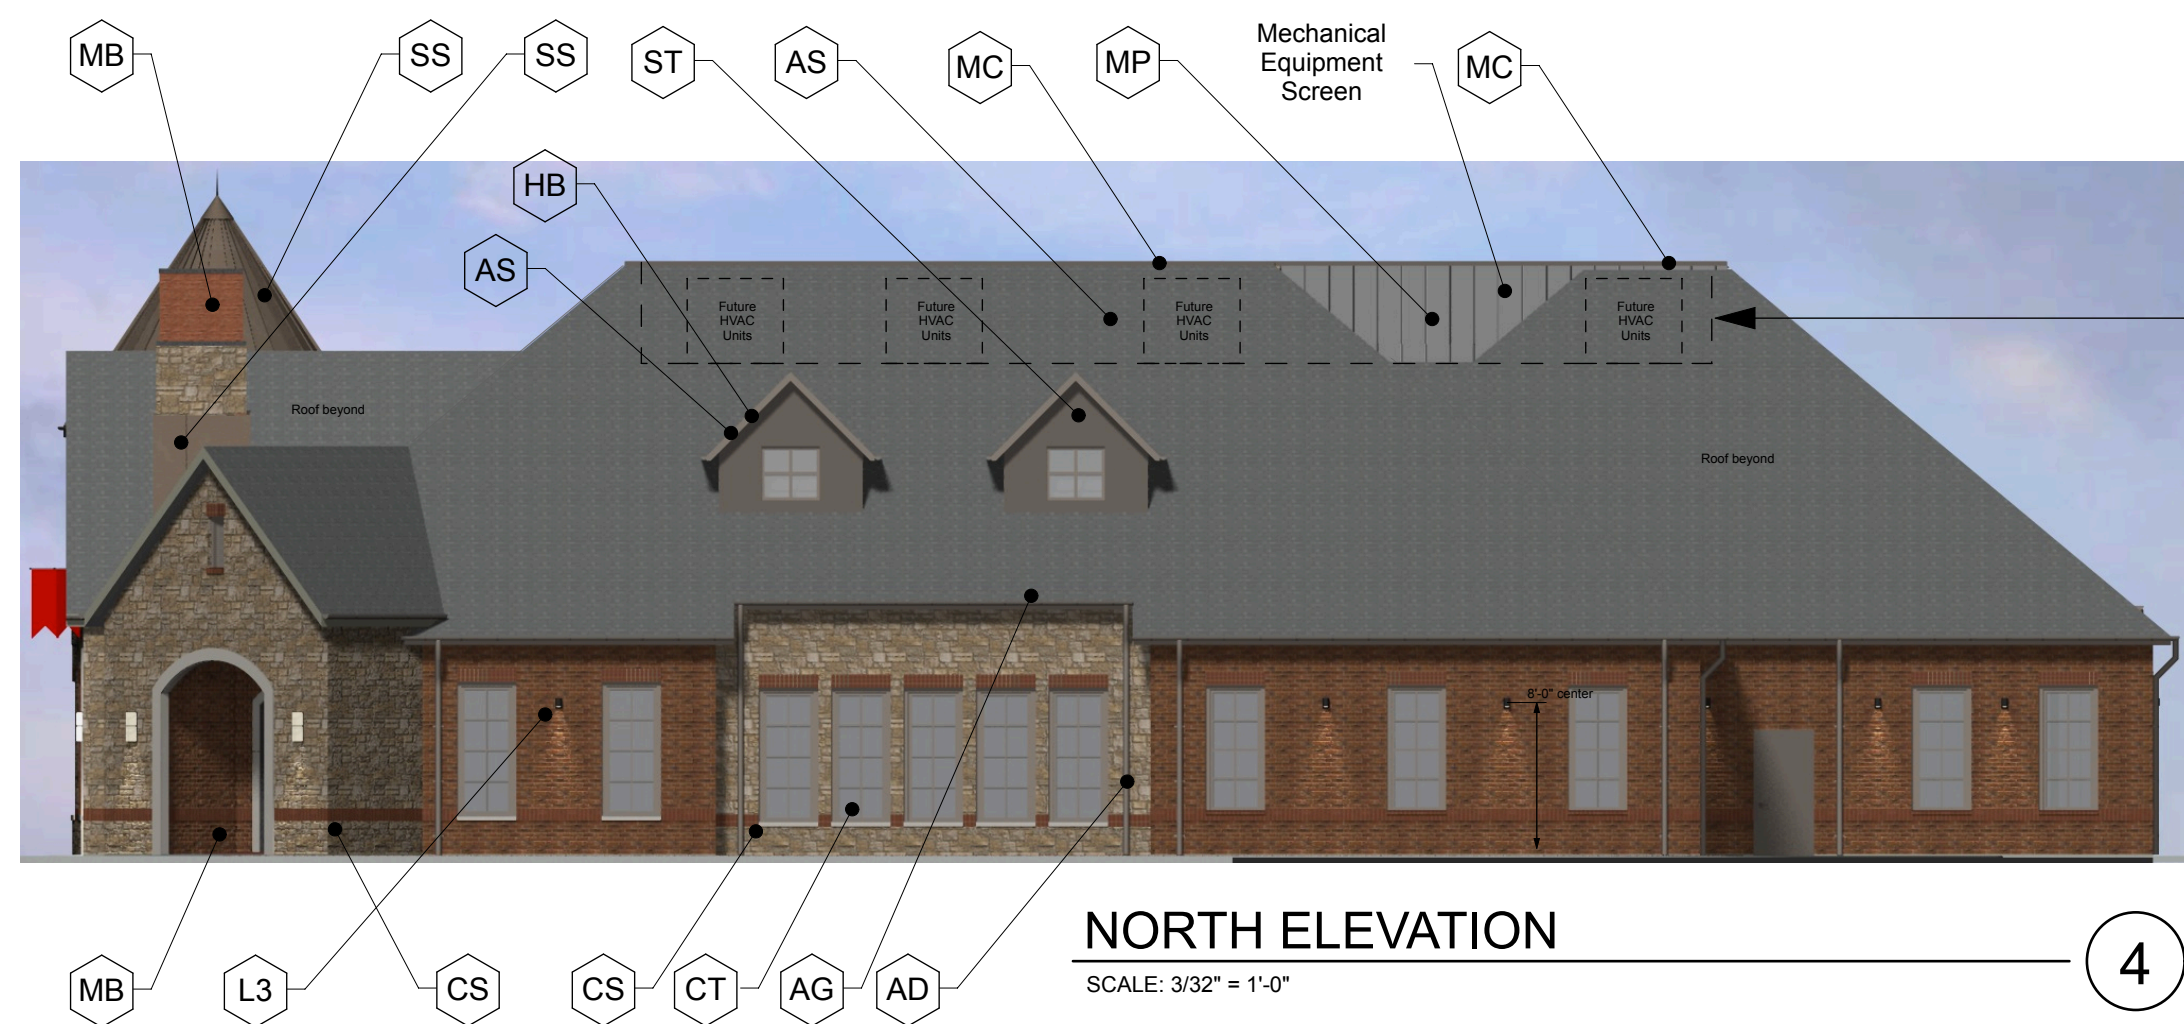 MB
SS
SS
ST
AS
MC
MP
Mechanical
Equipment
Screen
MC
HB
AS
Future
HVAC
Units
Future
HVAC
Units
Future
HVAC
Units
Future
HVAC
Units
Roof beyond
Roof beyond
8'-0" center
MB
L3
CS
CS
CT
AG
AD
NORTH ELEVATION
SCALE: 3/32" = 1'-0"
4